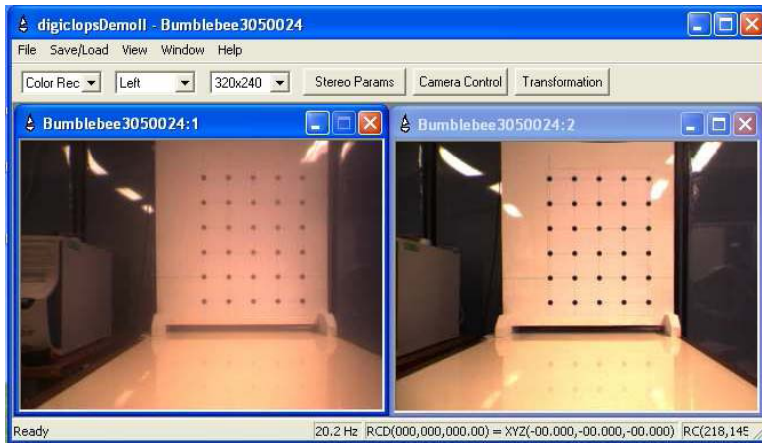 digiclopsDemoII - Bumblebee3050024
File Save/Load View Window Help
Color Rec Left 320x240 Stereo Params Camera Control Transformation
Bumblebee3050024:1 Bumblebee3050024:2
Ready 20.2 Hz RCD(000,000,000.00) = XYZ(-00.000,-00.000,-00.000) RC(218,145